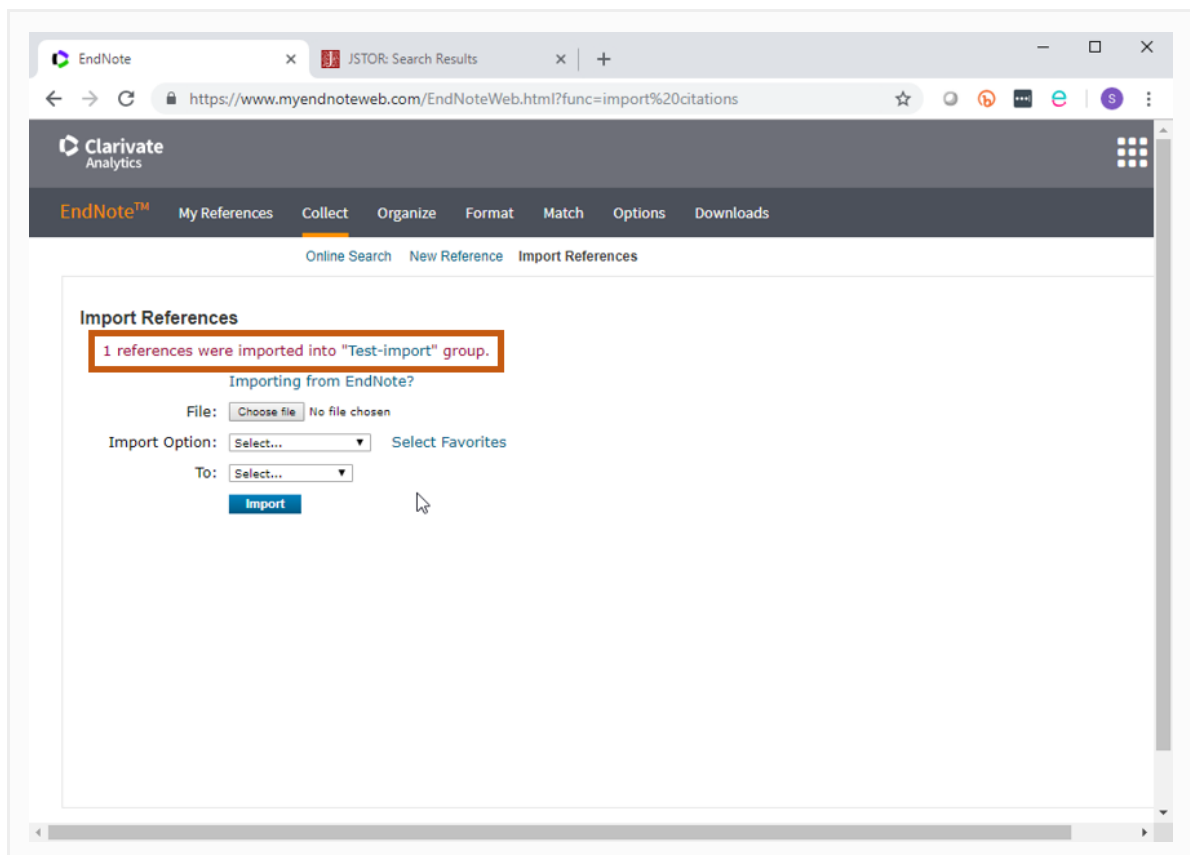 EndNote
JSTOR: Search Results
https://www.myendnoteweb.com/EndNoteWeb.html?func=import%20citations
S
Clarivate
Analytics
EndNote™ My References Collect Organize Format Match Options Downloads
Online Search New Reference Import References
Import References
1 references were imported into "Test-import" group.
Importing from EndNote?
File: Choose file No file chosen
Import Option: Select... Select Favorites
To: Select...
Import